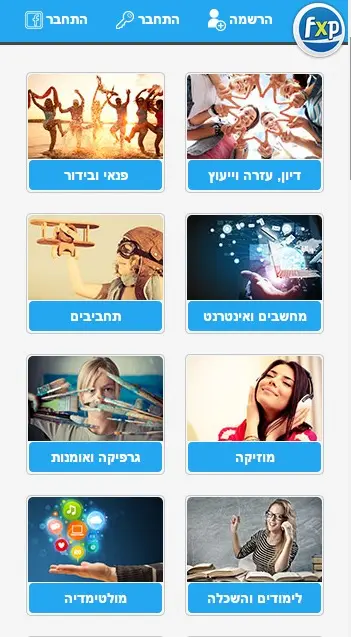 fxp
הרשמה
התחבר
התחבר
דיון, עזרה וייעוץ
פנאי ובידור
מחשבים ואינטרנט
תחביבים
מוזיקה
גרפיקה ואומנות
לימודים והשכלה
מולטימדיה